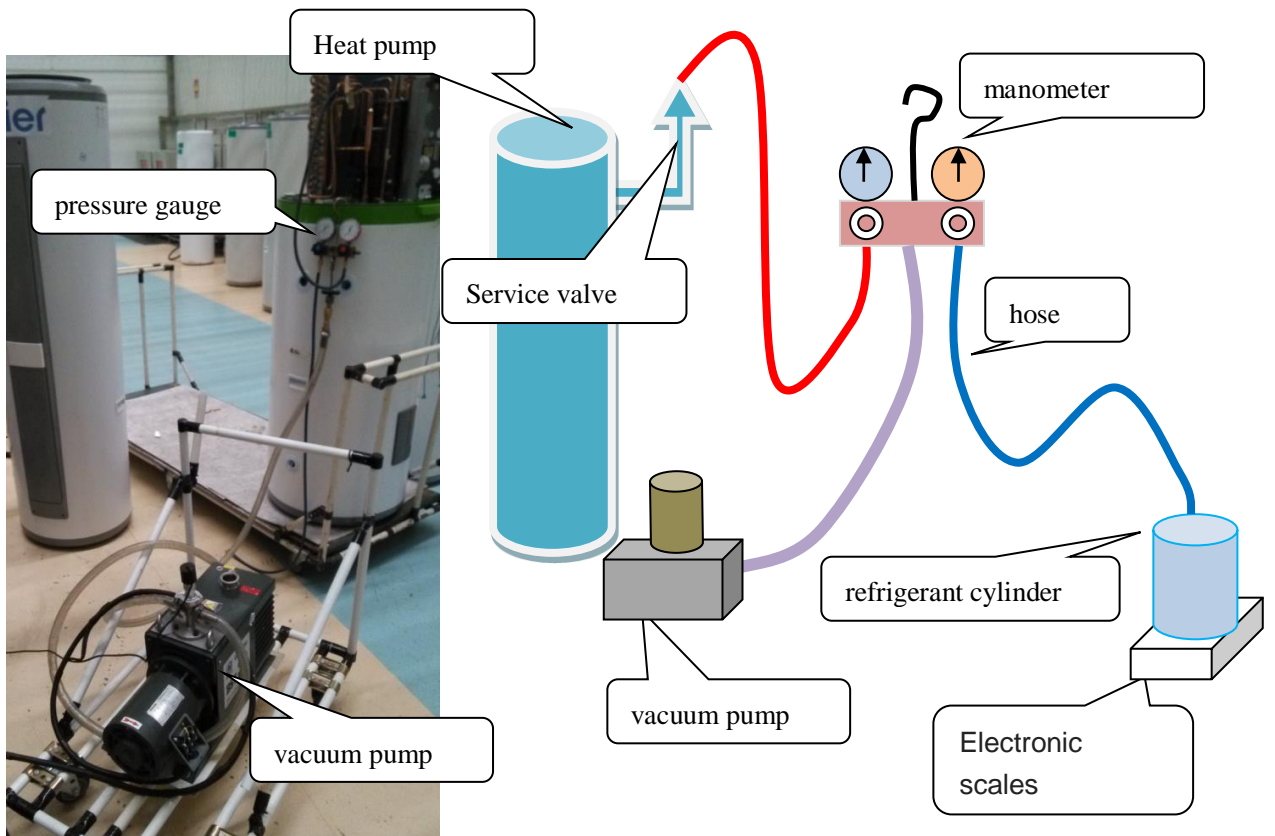 Heat pump
manometer
ier
pressure gauge
Service valve
hose
refrigerant cylinder
vacuum pump
vacuum pump
Electronic
scales